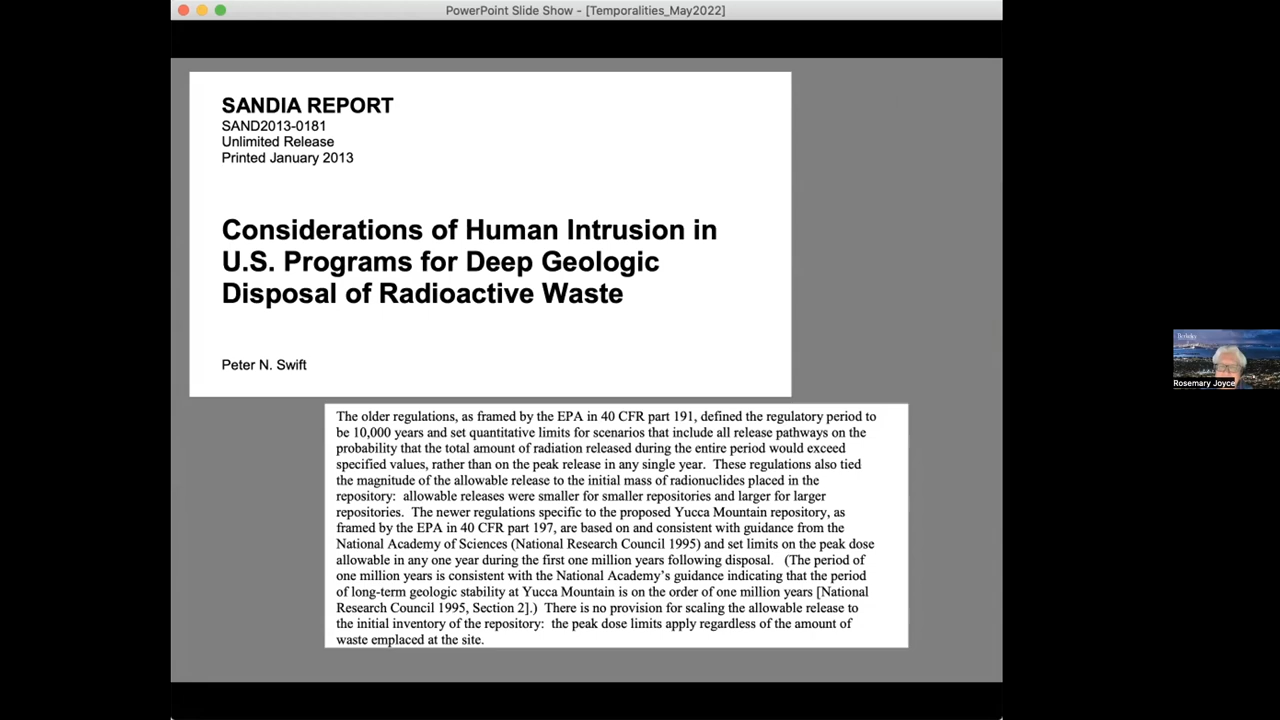 PowerPoint Slide Show - [Temporalities_May2022]
SANDIA REPORT
SAND2013-0181
Unlimited Release
Printed January 2013
Considerations of Human Intrusion in
U.S. Programs for Deep Geologic
Disposal of Radioactive Waste
Peter N. Swift
The older regulations, as framed by the EPA in 40 CFR part 191, defined the regulatory period to
be 10,000 years and set quantitative limits for scenarios that include all release pathways on the
probability that the total amount of radiation released during the entire period would exceed
specified values, rather than on the peak release in any single year.  These regulations also tied
the magnitude of the allowable release to the initial mass of radionuclides placed in the
repository:  allowable releases were smaller for smaller repositories and larger for larger
repositories.  The newer regulations specific to the proposed Yucca Mountain repository, as
framed by the EPA in 40 CFR part 197, are based on and consistent with guidance from the
National Academy of Sciences (National Research Council 1995) and set limits on the peak dose
allowable in any one year during the first one million years following disposal.   (The period of
one million years is consistent with the National Academy's guidance indicating that the period
of long-term geologic stability at Yucca Mountain is on the order of one million years [National
Research Council 1995, Section 2].)  There is no provision for scaling the allowable release to
the initial inventory of the repository:  the peak dose limits apply regardless of the amount of
waste emplaced at the site.
Berkeley
Rosemary Joyce